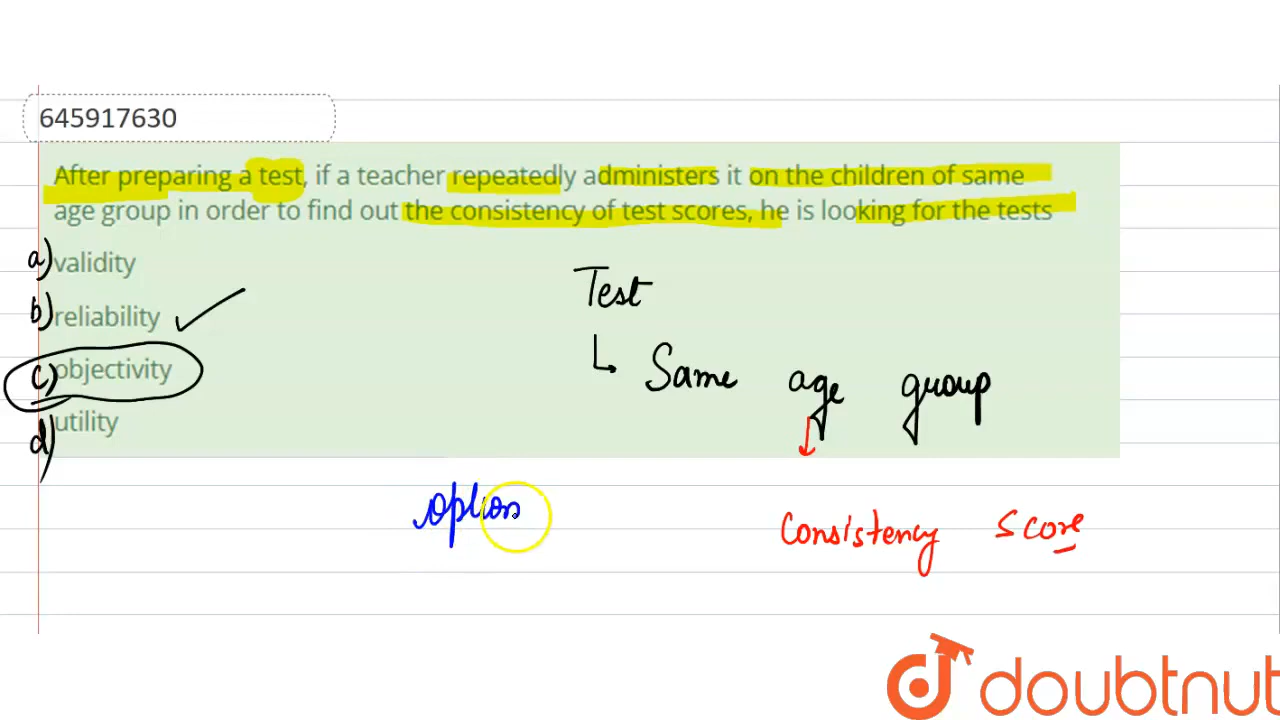 645917630
After preparing a test, if a teacher repeatedly administers it on the children of same
age group in order to find out the consistency of test scores, he is looking for the tests
a) validity
b) reliability
c) objectivity
d) utility
Test
Same age group
option
Consistency Score
doubtnut